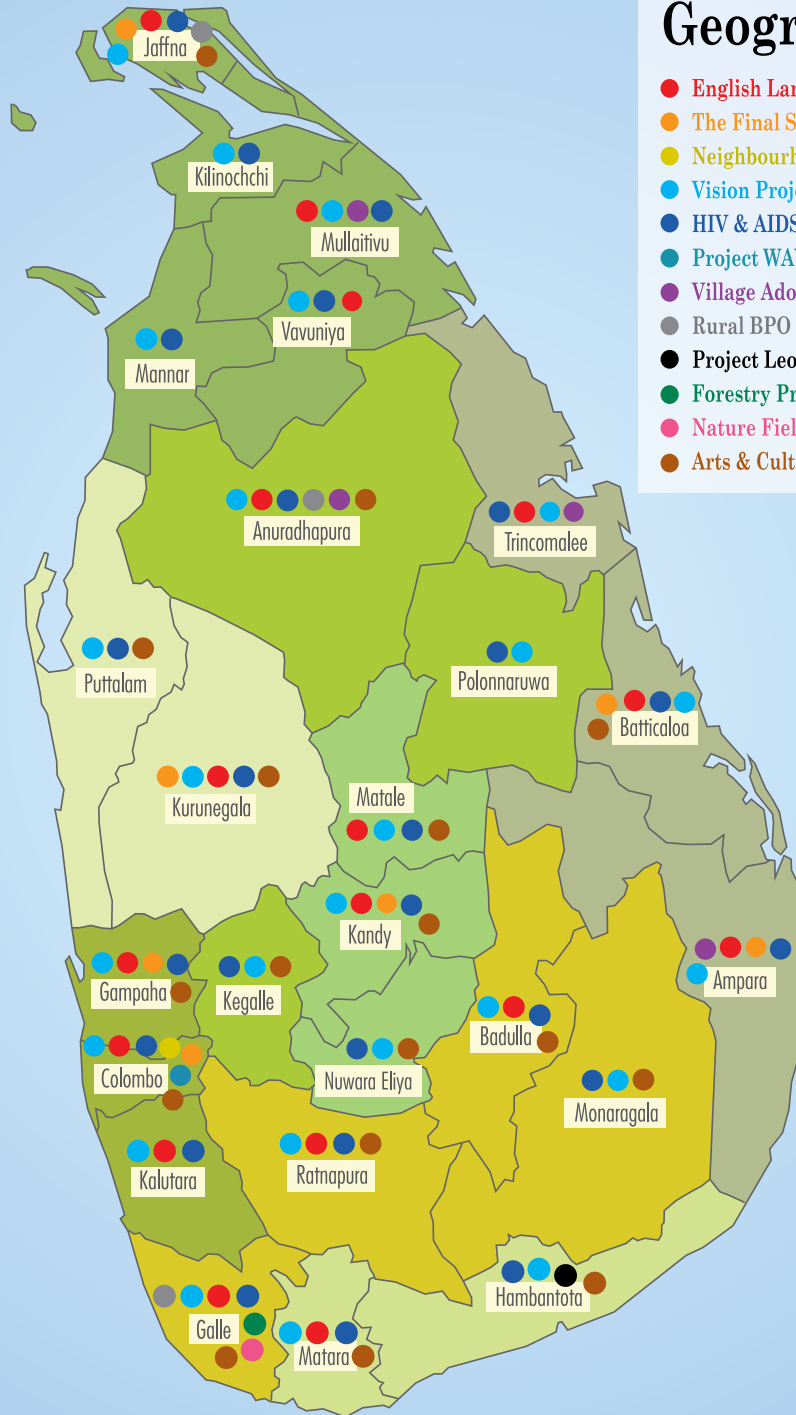 Geogr
English Lan
The Final S
Neighbourh
Vision Proje
HIV & AIDS
Project WAV
Village Ado
Rural BPO
Project Leo
Forestry Pr
Nature Fiel
Arts & Cult
Jaffna
Kilinochchi
Mullaitivu
Vavuniya
Mannar
Anuradhapura
Trincomalee
Puttalam
Polonnaruwa
Batticaloa
Kurunegala
Matale
Kandy
Gampaha
Kegalle
Ampara
Badulla
Colombo
Nuwara Eliya
Monaragala
Kalutara
Ratnapura
Hambantota
Galle
Matara